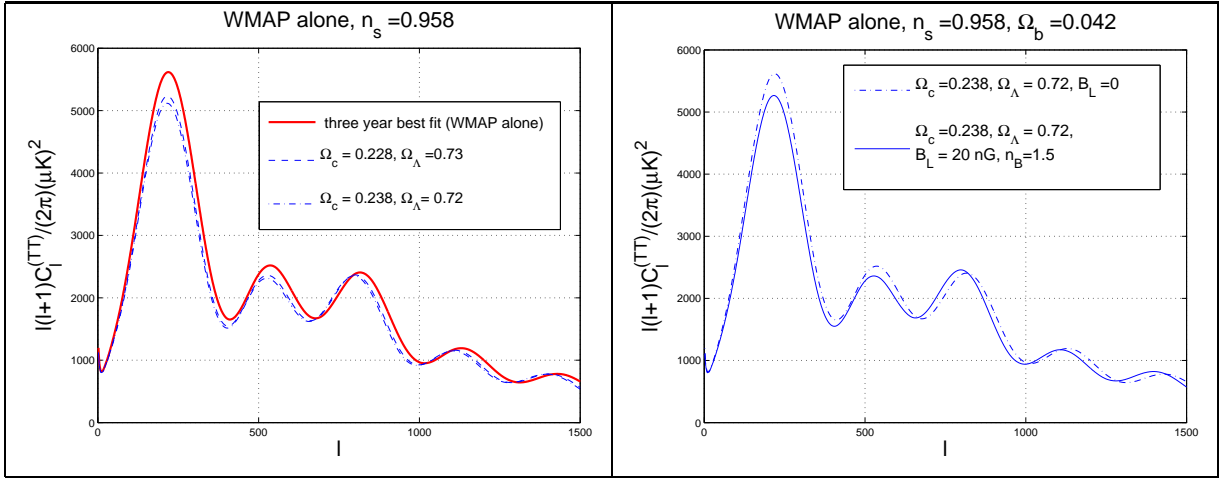 WMAP alone, n_s =0.958
6000
5000
4000
3000
2000
1000
0
l(l+1)C_l^(TT)/(2π)(μK)^2
three year best fit (WMAP alone)
Ω_c = 0.228, Ω_Λ =0.73
Ω_c = 0.238, Ω_Λ = 0.72
0
500
1000
1500
l
WMAP alone, n_s =0.958, Ω_b =0.042
6000
5000
4000
3000
2000
1000
0
l(l+1)C_l^(TT)/(2π)(μK)^2
Ω_c =0.238, Ω_Λ = 0.72, B_L =0
Ω_c =0.238, Ω_Λ = 0.72,
B_L = 20 nG, n_B=1.5
0
500
1000
1500
l